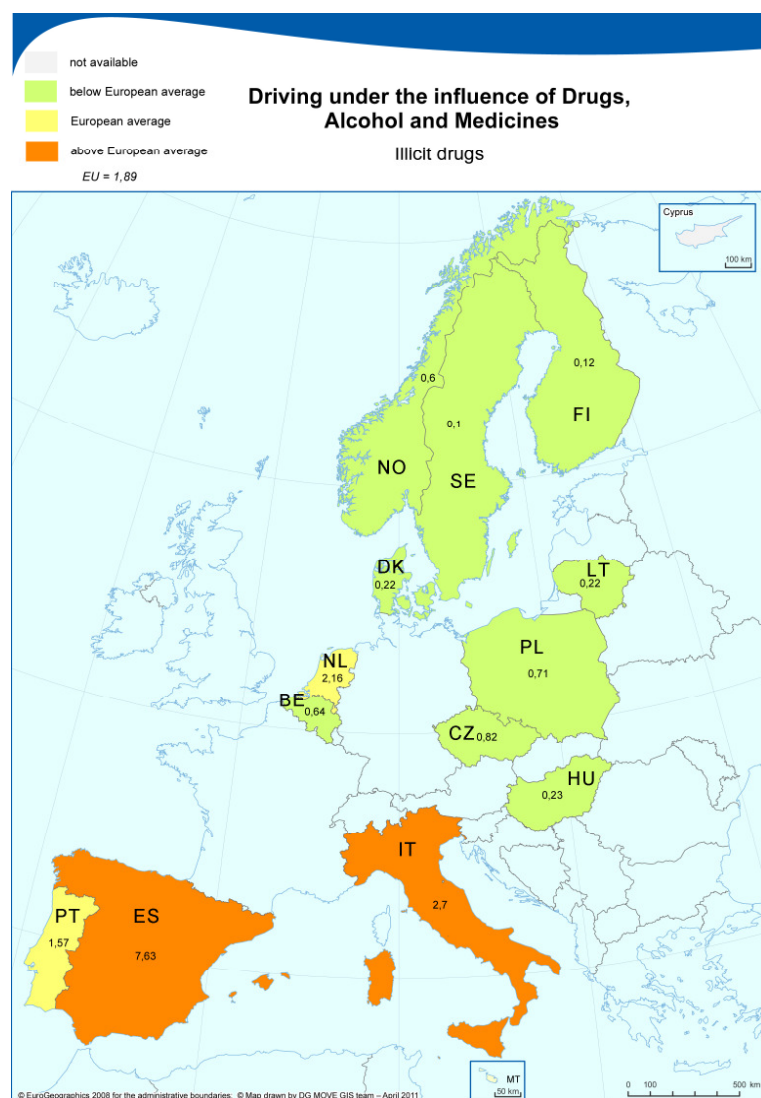 not available
below European average
European average
above European average
EU = 1,89
Driving under the influence of Drugs,
Alcohol and Medicines
Illicit drugs
Cyprus
100 km
0,12
0,6
FI
0,1
NO
SE
DK
0,22
LT
0,22
PL
0,71
NL
2,16
BE
0,64
CZ 0,82
HU
0,23
IT
2,7
PT
1,57
ES
7,63
MT
50 km
0 100 500 km
© EuroGeographics 2008 for the administrative boundaries; © Map drawn by DG MOVE GIS team – April 2011